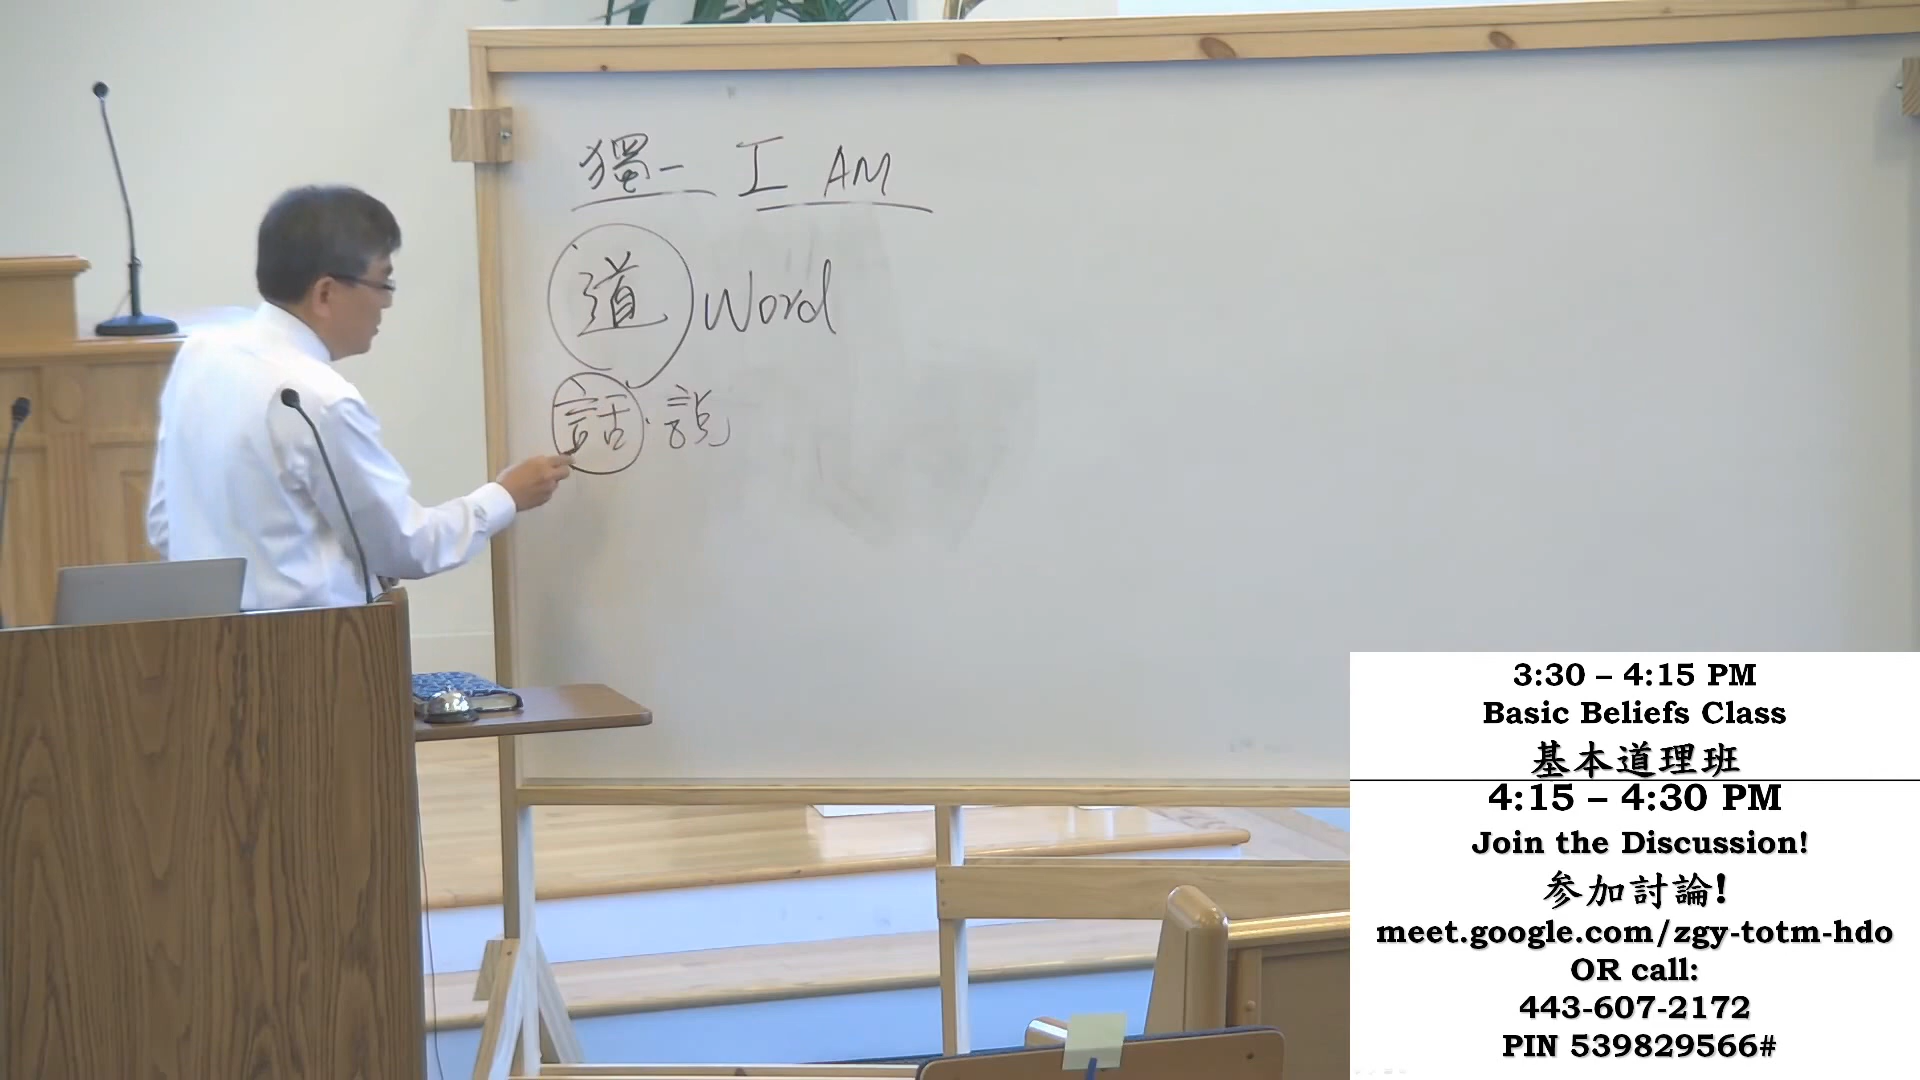 獨一 I AM
道 Word
話·說
3:30 – 4:15 PM
Basic Beliefs Class
基本道理班
4:15 – 4:30 PM
Join the Discussion!
參加討論!
meet.google.com/zgy-totm-hdo
OR call:
443-607-2172
PIN 539829566#